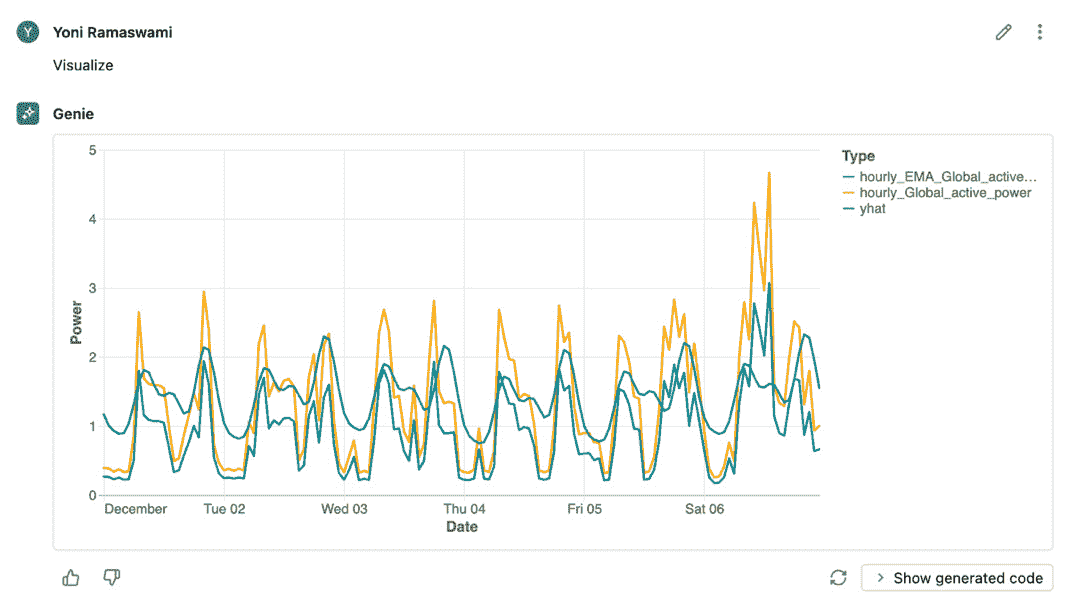 Y
Yoni Ramaswami
Visualize
Genie
5
4
3
2
1
0
Power
December
Tue 02
Wed 03
Thu 04
Fri 05
Sat 06
Date
Type
hourly_EMA_Global_active...
hourly_Global_active_power
yhat
Show generated code